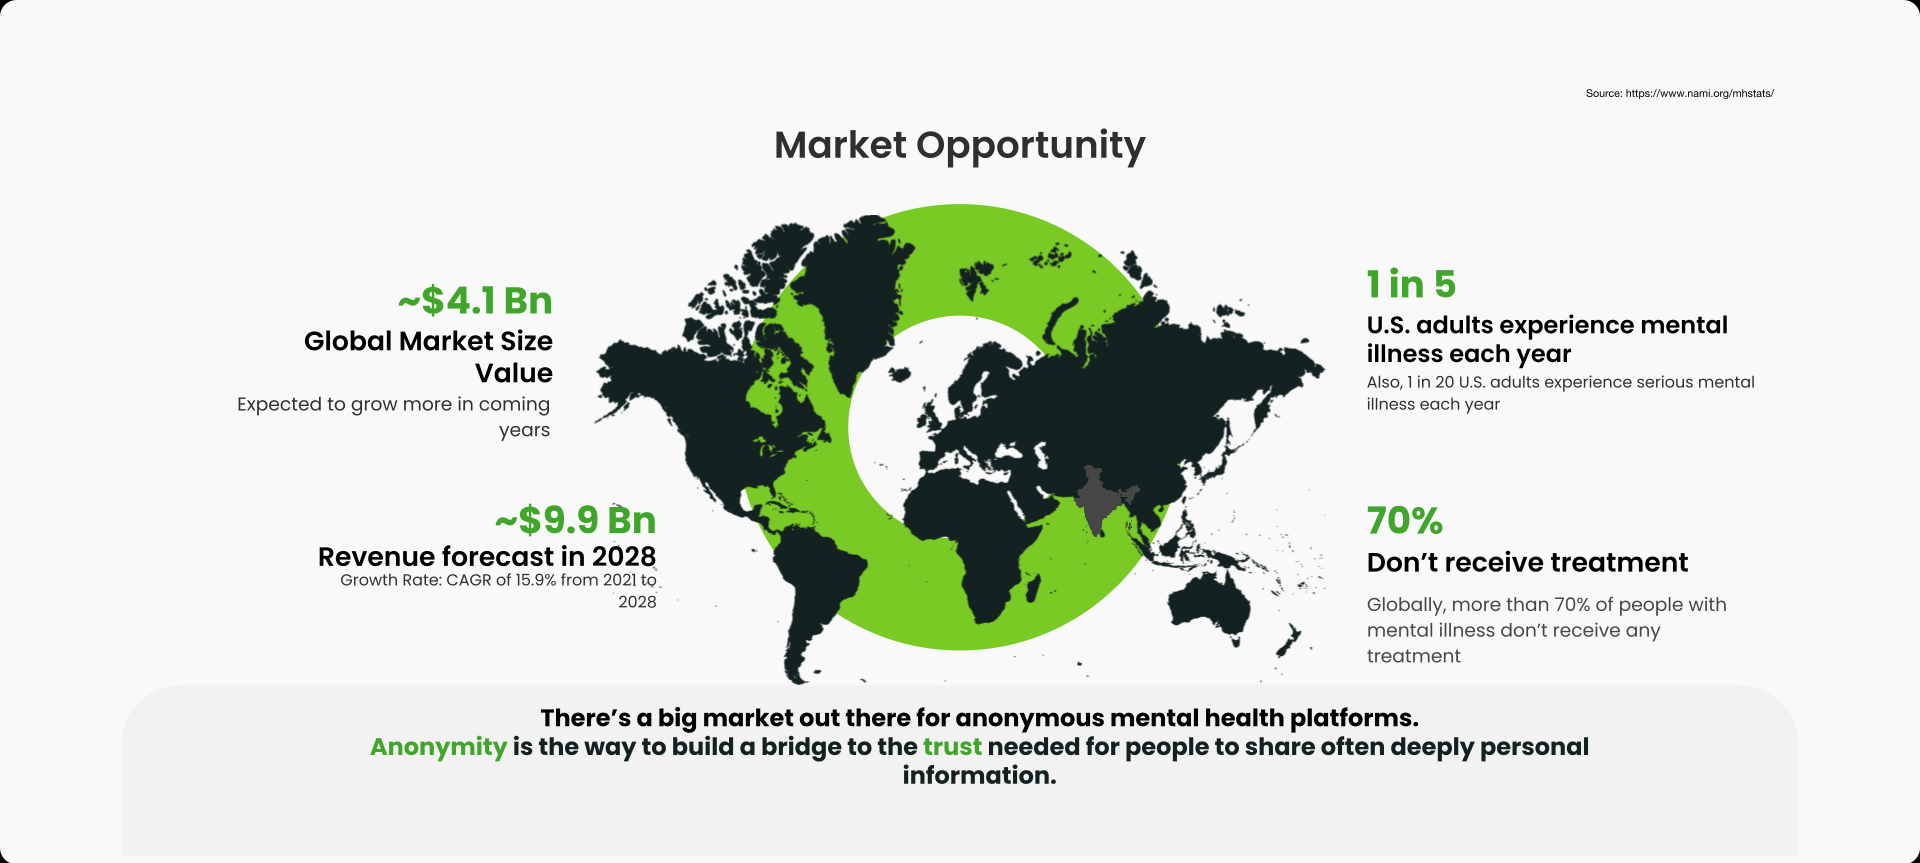 Source: https://www.nami.org/mhstats/
Market Opportunity
~$4.1 Bn
Global Market Size
Value
Expected to grow more in coming
years
~$9.9 Bn
Revenue forecast in 2028
Growth Rate: CAGR of 15.9% from 2021 to
2028
1 in 5
U.S. adults experience mental
illness each year
Also, 1 in 20 U.S. adults experience serious mental
illness each year
70%
Don’t receive treatment
Globally, more than 70% of people with
mental illness don’t receive any
treatment
There’s a big market out there for anonymous mental health platforms.
Anonymity is the way to build a bridge to the trust needed for people to share often deeply personal
information.